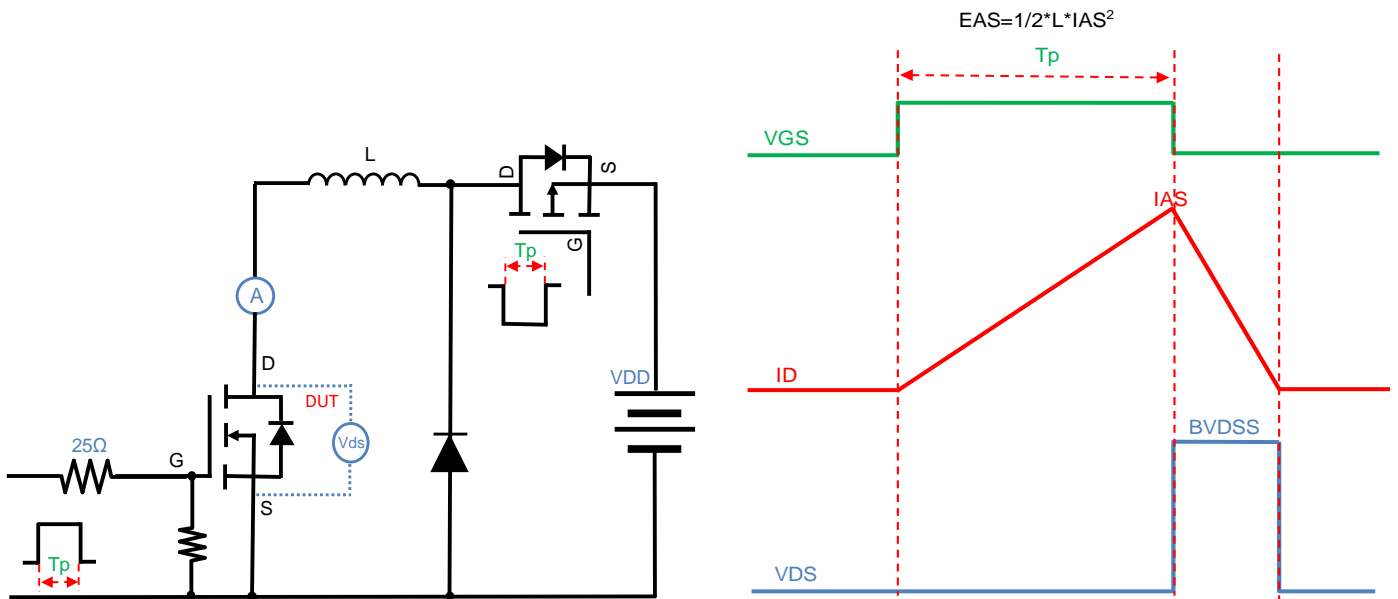 L
D
S
G
Tp
A
D
DUT
Vds
VDD
25Ω
G
S
Tp
EAS=1/2*L*IAS²
Tp
VGS
IAS
ID
BVDSS
VDS